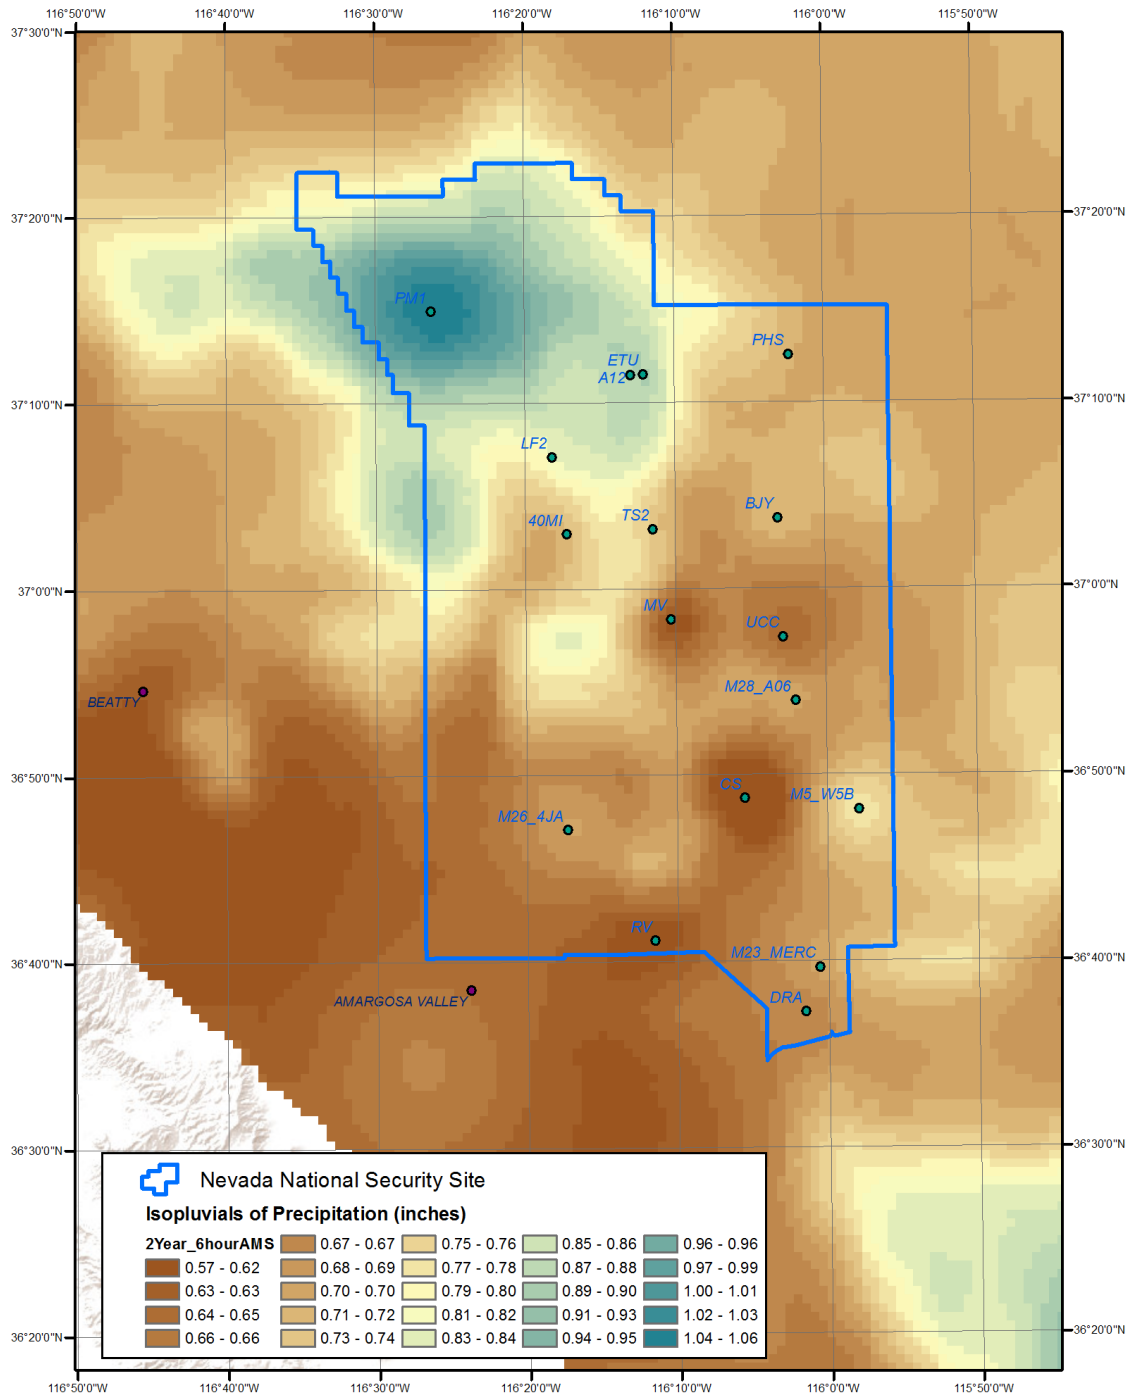 116°50'0"W 116°40'0"W 116°30'0"W 116°20'0"W 116°10'0"W 116°0'0"W 115°50'0"W
37°30'0"N
37°20'0"N 37°20'0"N
PM1
PHS
ETU
A12
37°10'0"N 37°10'0"N
LF2
BJY
TS2
40MI
37°0'0"N 37°0'0"N
MV
UCC
M28_A06
BEATTY
36°50'0"N 36°50'0"N
CS
M5_W5B
M26_4JA
RV
M23_MERC
36°40'0"N 36°40'0"N
DRA
AMARGOSA VALLEY
36°30'0"N 36°30'0"N
Nevada National Security Site
Isopluvials of Precipitation (inches)
2Year_6hourAMS 0.67 - 0.67 0.75 - 0.76 0.85 - 0.86 0.96 - 0.96
0.57 - 0.62 0.68 - 0.69 0.77 - 0.78 0.87 - 0.88 0.97 - 0.99
0.63 - 0.63 0.70 - 0.70 0.79 - 0.80 0.89 - 0.90 1.00 - 1.01
0.64 - 0.65 0.71 - 0.72 0.81 - 0.82 0.91 - 0.93 1.02 - 1.03
0.66 - 0.66 0.73 - 0.74 0.83 - 0.84 0.94 - 0.95 1.04 - 1.06
36°20'0"N 36°20'0"N
116°50'0"W 116°40'0"W 116°30'0"W 116°20'0"W 116°10'0"W 116°0'0"W 115°50'0"W